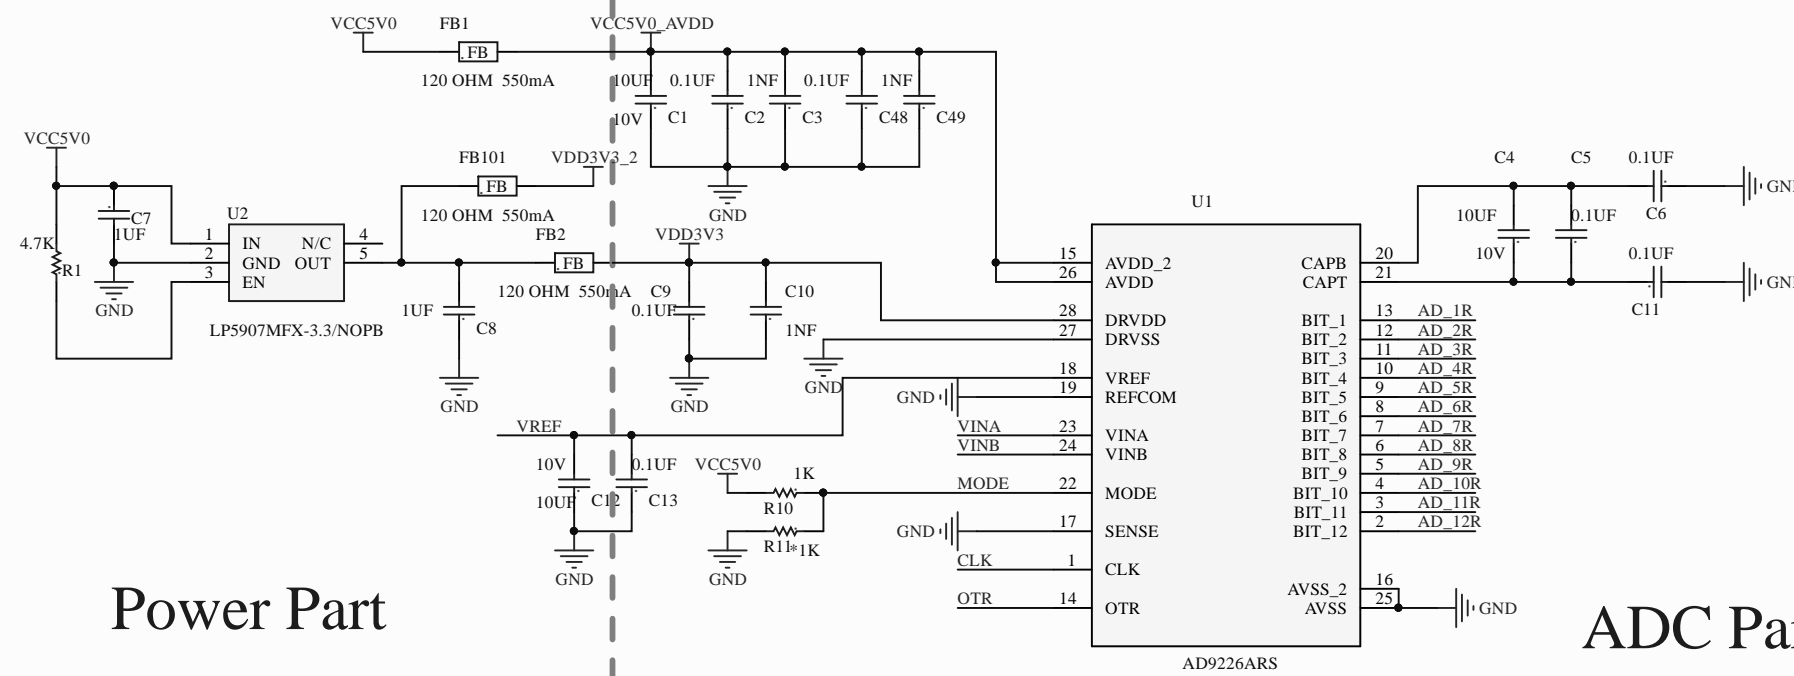 VCC5V0 FB1 VCC5V0_AVDD
FB
120 OHM 550mA
10UF 0.1UF 1NF 0.1UF 1NF
10V C1 C2 C3 C48 C49
GND
VCC5V0
FB101 VDD3V3_2
FB
120 OHM 550mA
C7
1UF
GND
4.7K
R1
U2
1 IN N/C 4
2 GND OUT 5
3 EN
LP5907MFX-3.3/NOPB
FB2 VDD3V3
FB
120 OHM 550mA
1UF C8
GND
C9 C10
0.1UF 1NF
GND
GND
VREF
10V 0.1UF
10UF C12 C13
GND
VCC5V0 1K
R10
R11*1K
GND
U1
15 AVDD_2
26 AVDD
28 DRVDD
27 DRVSS
18 VREF
GND 19 REFCOM
VINA 23 VINA
VINB 24 VINB
MODE 22 MODE
GND 17 SENSE
CLK 1 CLK
OTR 14 OTR
CAPB 20
CAPT 21
BIT_1 13 AD_1R
BIT_2 12 AD_2R
BIT_3 11 AD_3R
BIT_4 10 AD_4R
BIT_5 9 AD_5R
BIT_6 8 AD_6R
BIT_7 7 AD_7R
BIT_8 6 AD_8R
BIT_9 5 AD_9R
BIT_10 4 AD_10R
BIT_11 3 AD_11R
BIT_12 2 AD_12R
AVSS_2 16
AVSS 25 GND
AD9226ARS
C4 C5 0.1UF
10UF 0.1UF C6
10V 0.1UF
C11
Power Part
ADC